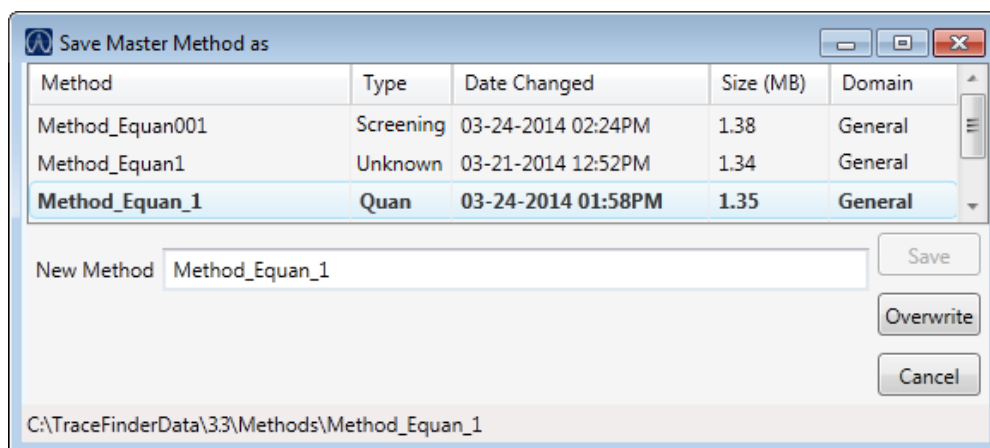 Save Master Method as
Method Type Date Changed Size (MB) Domain
Method_Equan001 Screening 03-24-2014 02:24PM 1.38 General
Method_Equan1 Unknown 03-21-2014 12:52PM 1.34 General
Method_Equan_1 Quan 03-24-2014 01:58PM 1.35 General
New Method Method_Equan_1 Save
Overwrite
Cancel
C:\TraceFinderData\3.3\Methods\Method_Equan_1